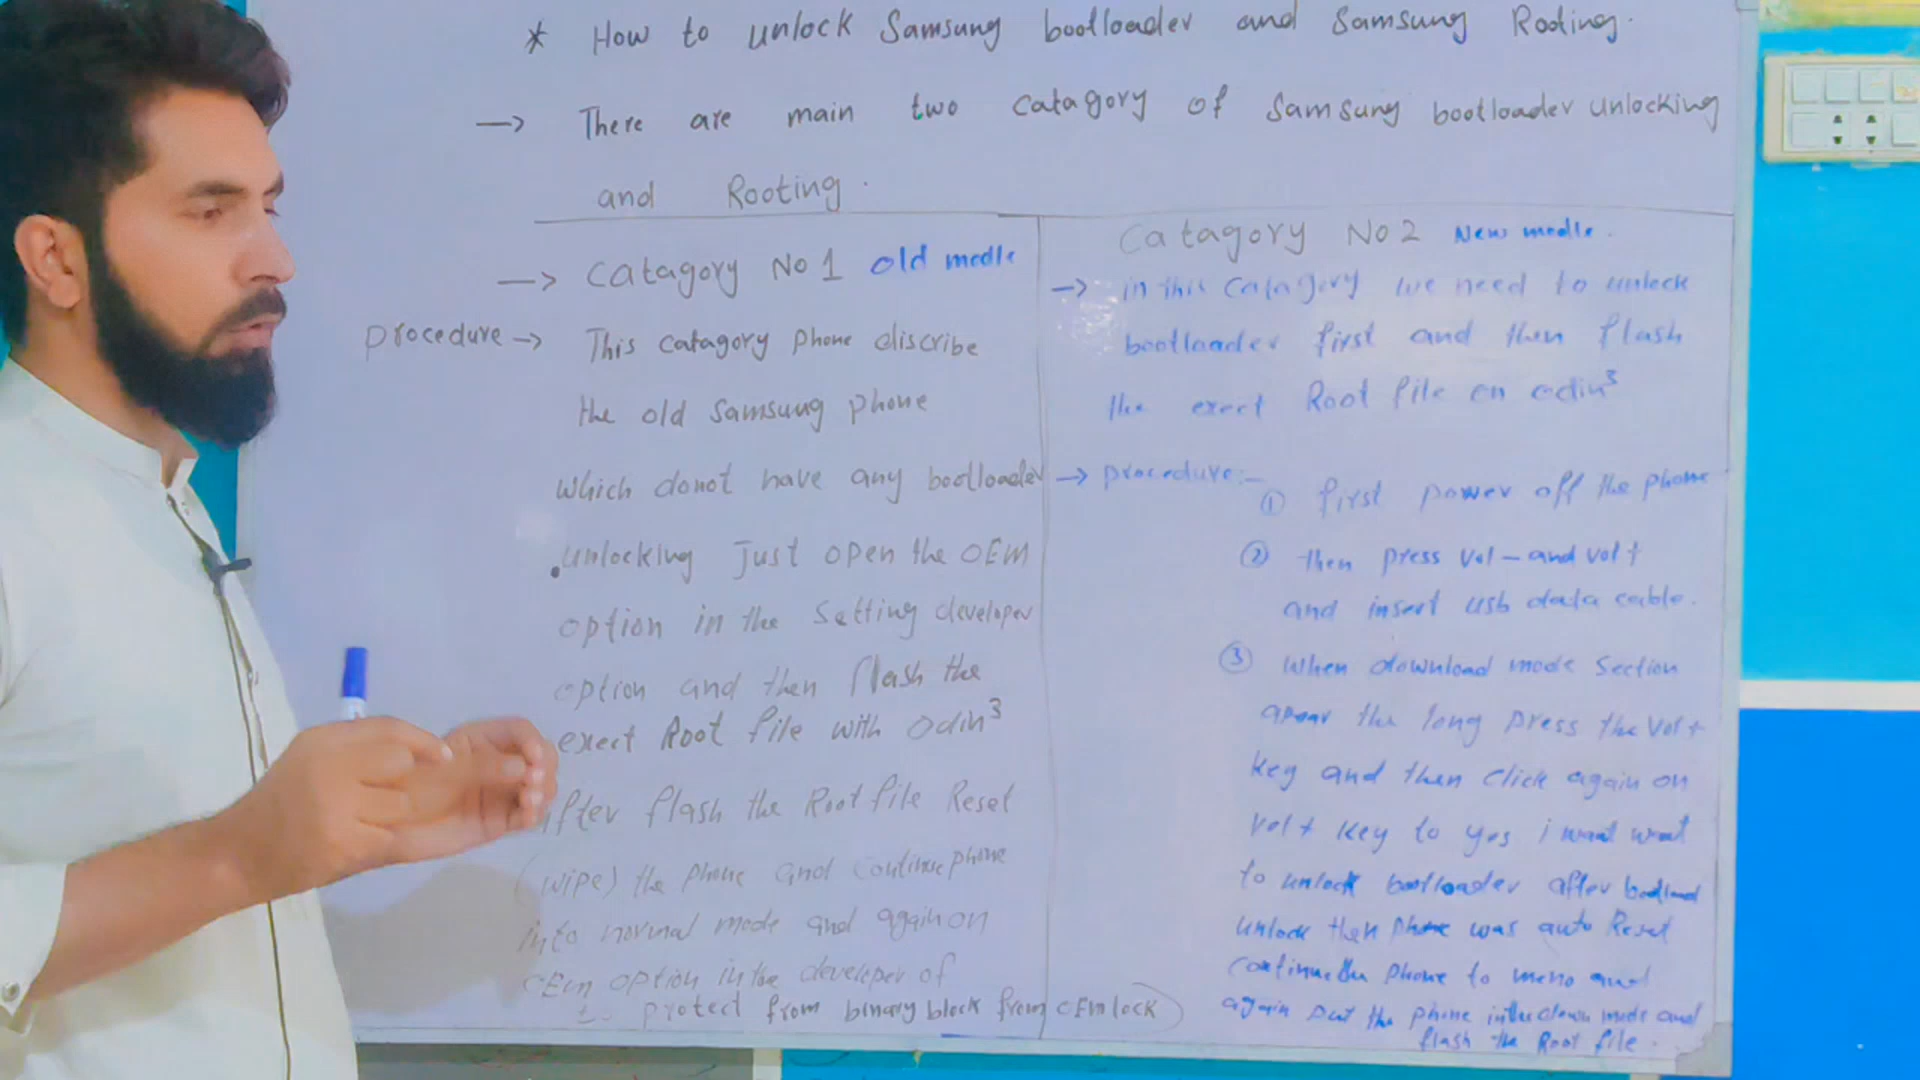 * How to unlock Samsung bootloader and Samsung Rooting.
→ There are main two catagory of Samsung bootloader unlocking
and Rooting.
→ Catagory No 1 old modle
procedure → This catagory phone discribe
the old samsung phone
which donot have any bootloader
unlocking just open the OEM
option in the setting developer
option and then flash the
exect Root file with odin3
After flash the Root file Reset
(wipe) the phone and continue phone
into normal mode and again on
OEM option in the developer of
to protect from binary block from OEM lock)
Catagory No 2 New modle.
→ in this catagory we need to unlock
bootloader first and then flash
the exect Root file on odin3
→ procedure:-
① first power off the phone
② then press vol - and vol +
and insert usb data cable.
③ when download mode section
apear the long press the vol +
key and then click again on
vol + key to yes i want
to unlock bootloader after
unlock then phone was auto Reset
continue the phone to meno and
again put the phone in the down mode and
flash the Root file.